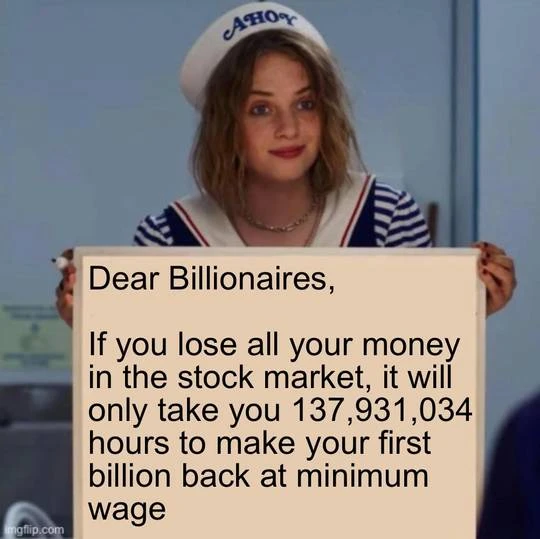 AHOY
Dear Billionaires,
If you lose all your money
in the stock market, it will
only take you 137,931,034
hours to make your first
billion back at minimum
wage
imgflip.com